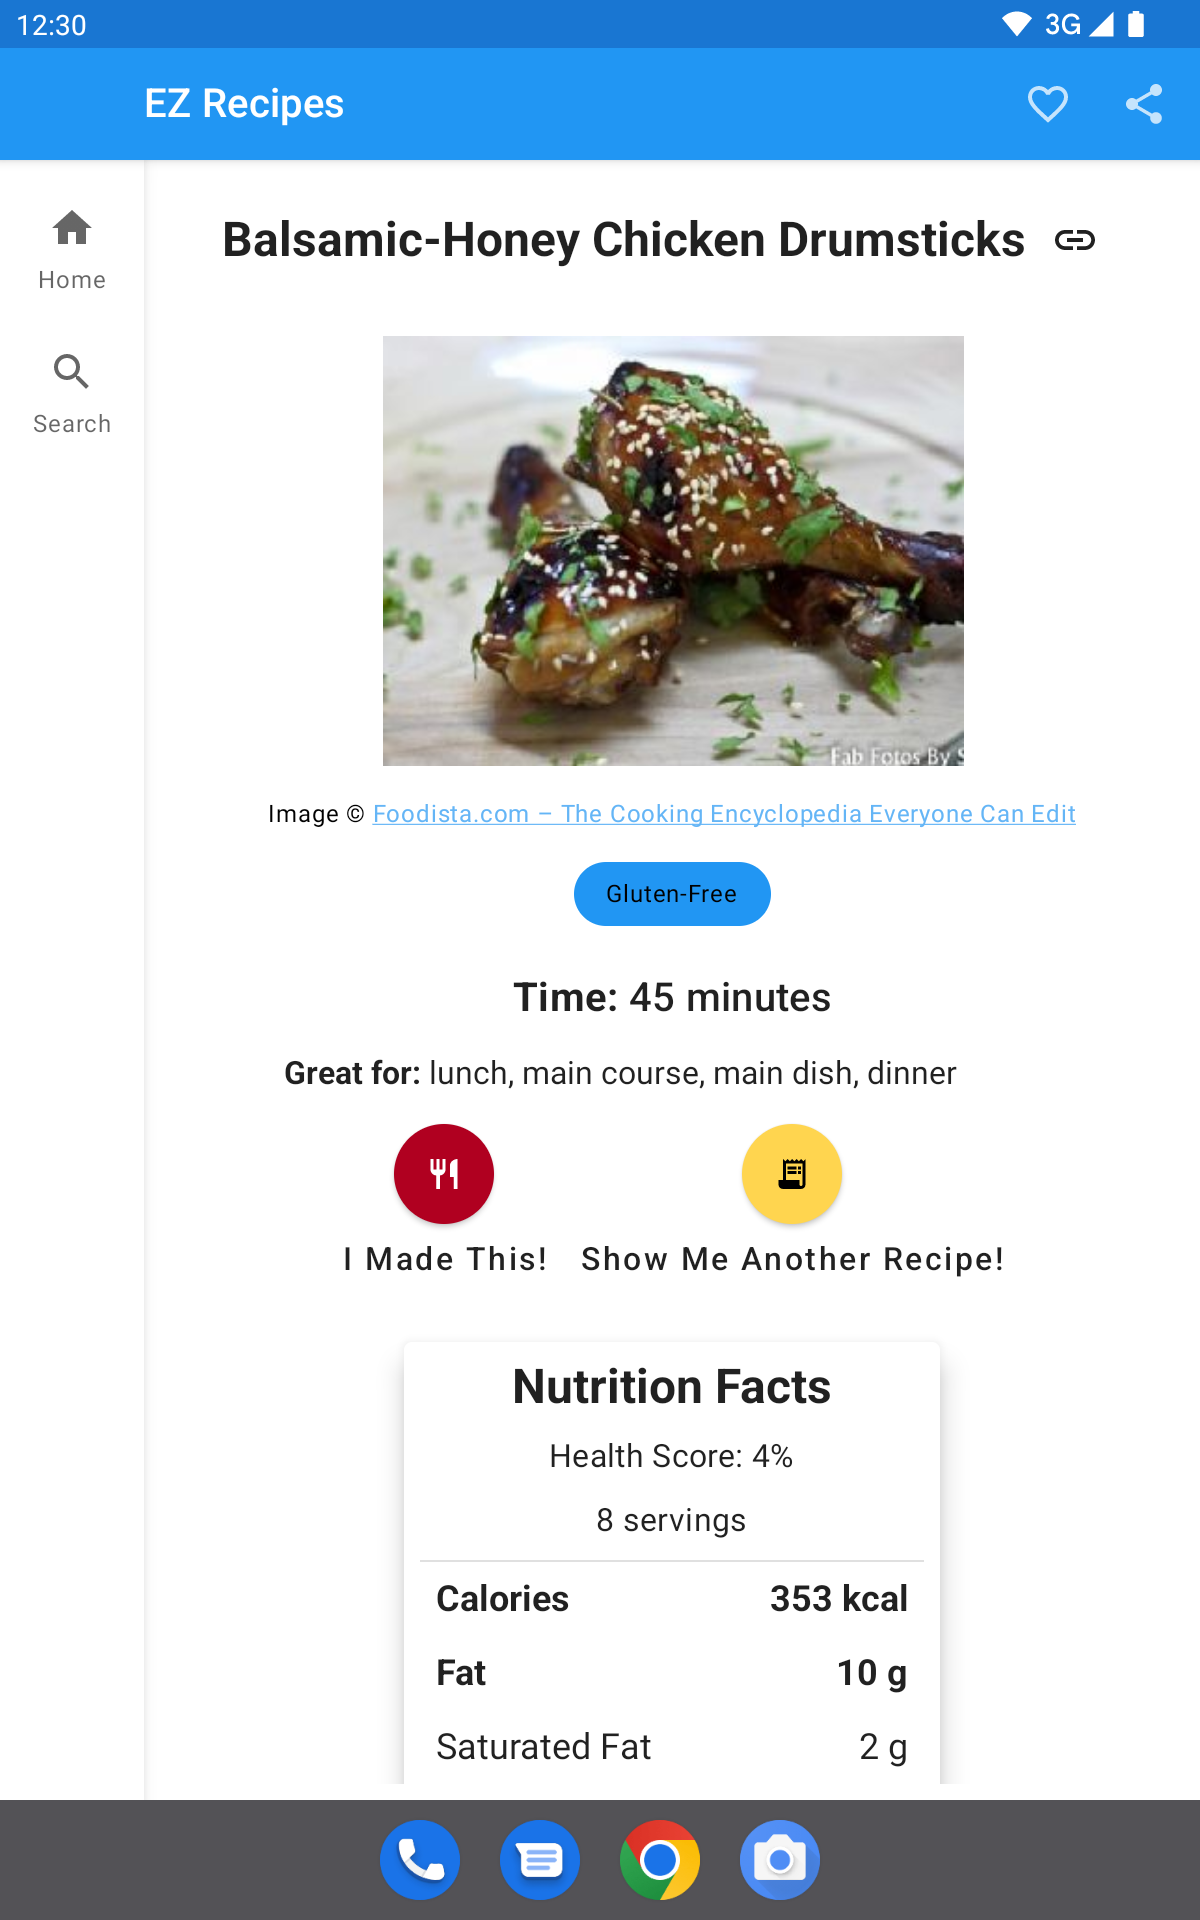 12:30
3G
EZ Recipes
Home
Search
Balsamic-Honey Chicken Drumsticks
Fab Fotos By S
Image © Foodista.com – The Cooking Encyclopedia Everyone Can Edit
Gluten-Free
Time: 45 minutes
Great for: lunch, main course, main dish, dinner
I Made This!
Show Me Another Recipe!
Nutrition Facts
Health Score: 4%
8 servings
Calories 353 kcal
Fat 10 g
Saturated Fat 2 g